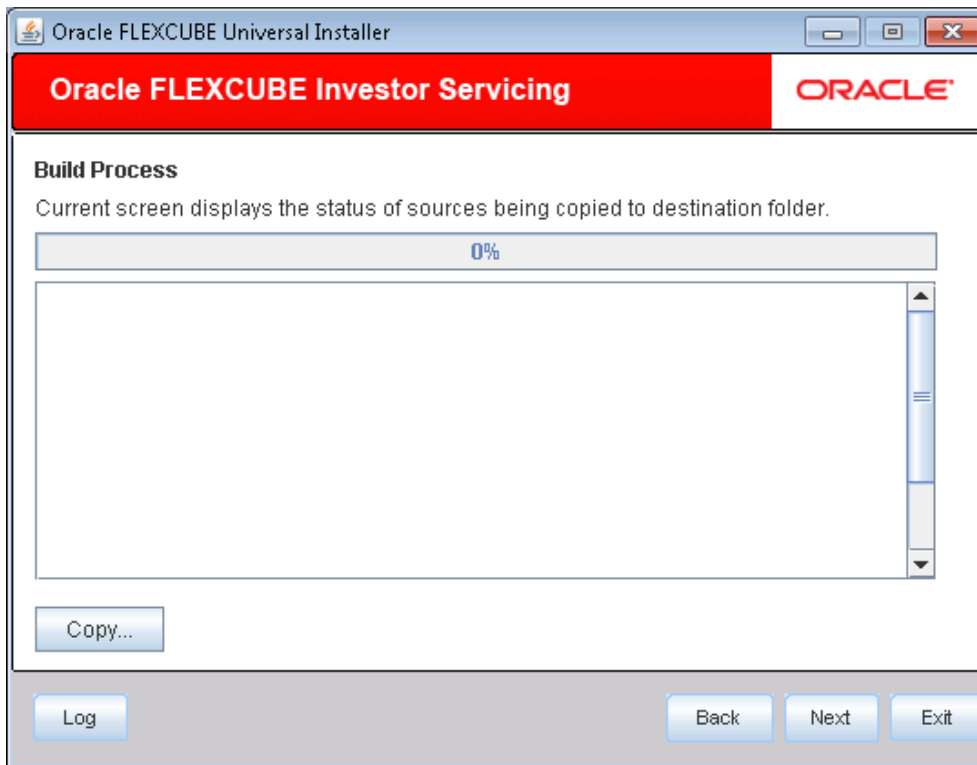 Oracle FLEXCUBE Universal Installer
Oracle FLEXCUBE Investor Servicing
ORACLE
Build Process
Current screen displays the status of sources being copied to destination folder.
0%
Copy...
Log
Back
Next
Exit